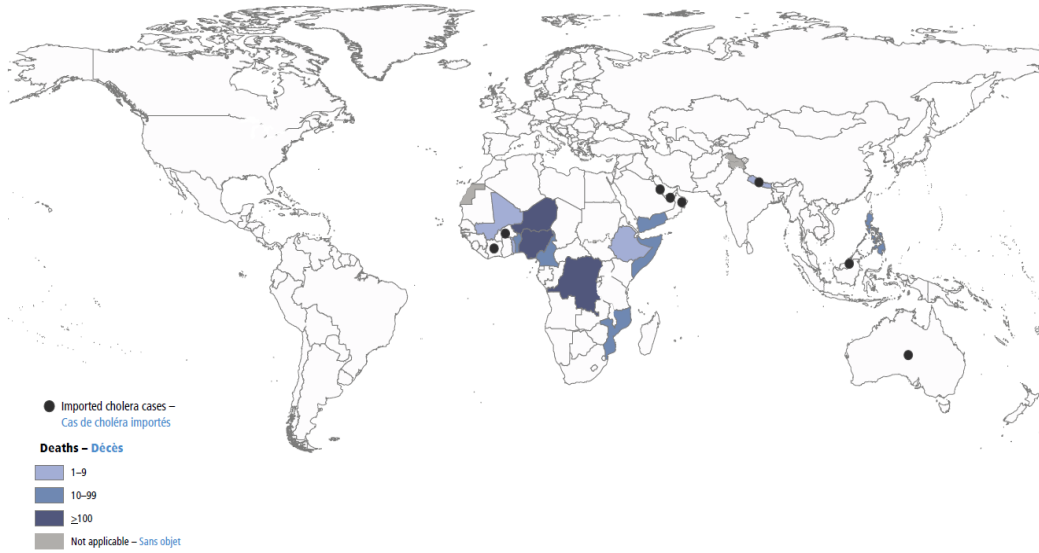 Imported cholera cases –
Cas de choléra importés
Deaths – Décès
1–9
10–99
≥100
Not applicable – Sans objet